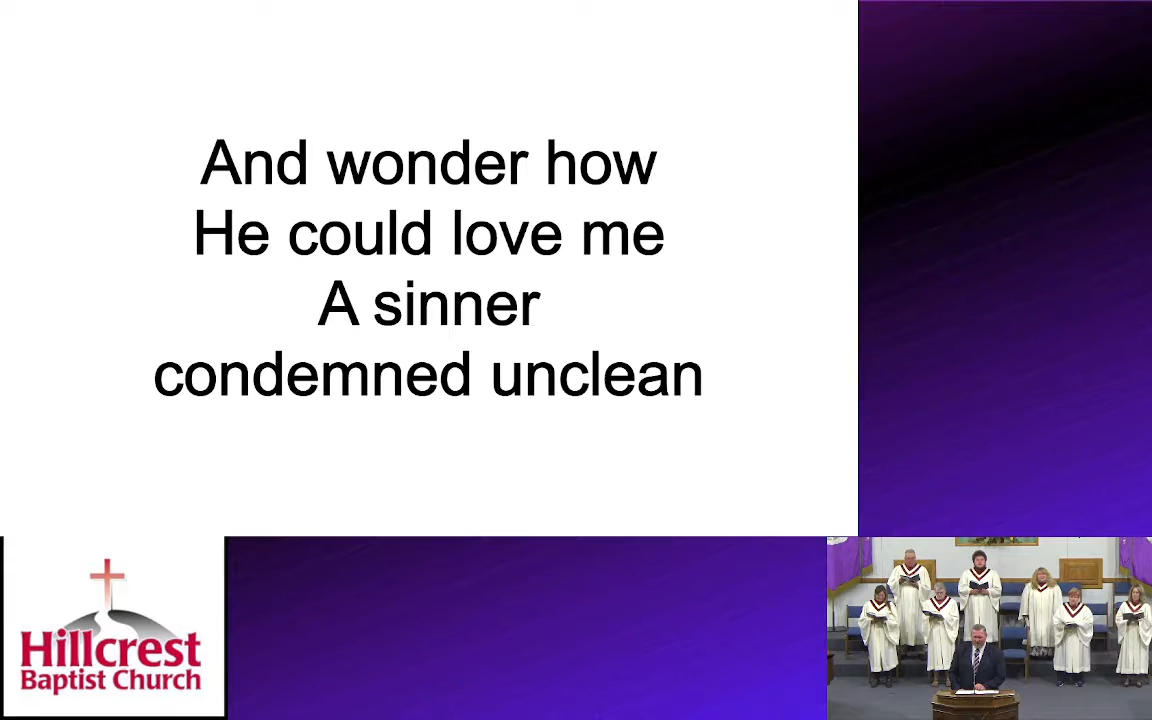 And wonder how
He could love me
A sinner
condemned unclean
Hillcrest
Baptist Church